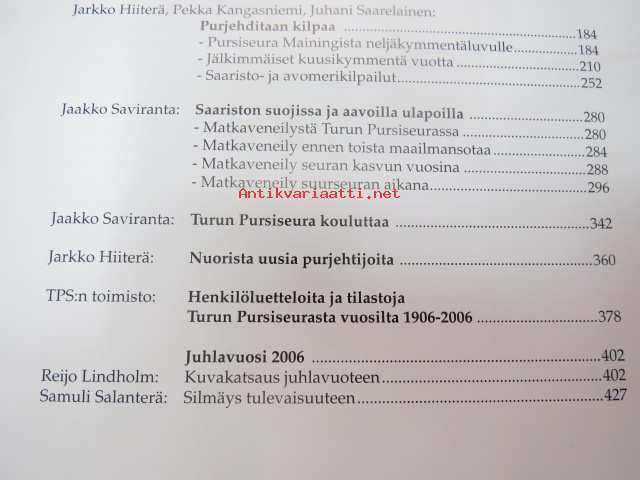 Jarkko Hiiterä, Pekka Kangasniemi, Juhani Saarelainen:
Purjehditaan kilpaa ........ 184
- Pursiseura Mainingista neljäkymmentäluvulle ........ 184
- Jälkimmäiset kuusikymmentä vuotta ........ 210
- Saaristo- ja avomerikilpailut ........ 252
Jaakko Saviranta: Saariston suojissa ja aavoilla ulapoilla ........ 280
- Matkaveneilystä Turun Pursiseurassa ........ 280
- Matkaveneily ennen toista maailmansotaa ........ 284
- Matkaveneily seuran kasvun vuosina ........ 288
- Matkaveneily suurseuran aikana ........ 296
Antikvariaatti.net
Jaakko Saviranta: Turun Pursiseura kouluttaa ........ 342
Jarkko Hiiterä: Nuorista uusia purjehtijoita ........ 360
TPS:n toimisto: Henkilöluetteloita ja tilastoja
Turun Pursiseurasta vuosilta 1906-2006 ........ 378
Juhlavuosi 2006 ........ 402
Reijo Lindholm: Kuvakatsaus juhlavuoteen ........ 402
Samuli Salanterä: Silmäys tulevaisuuteen ........ 427